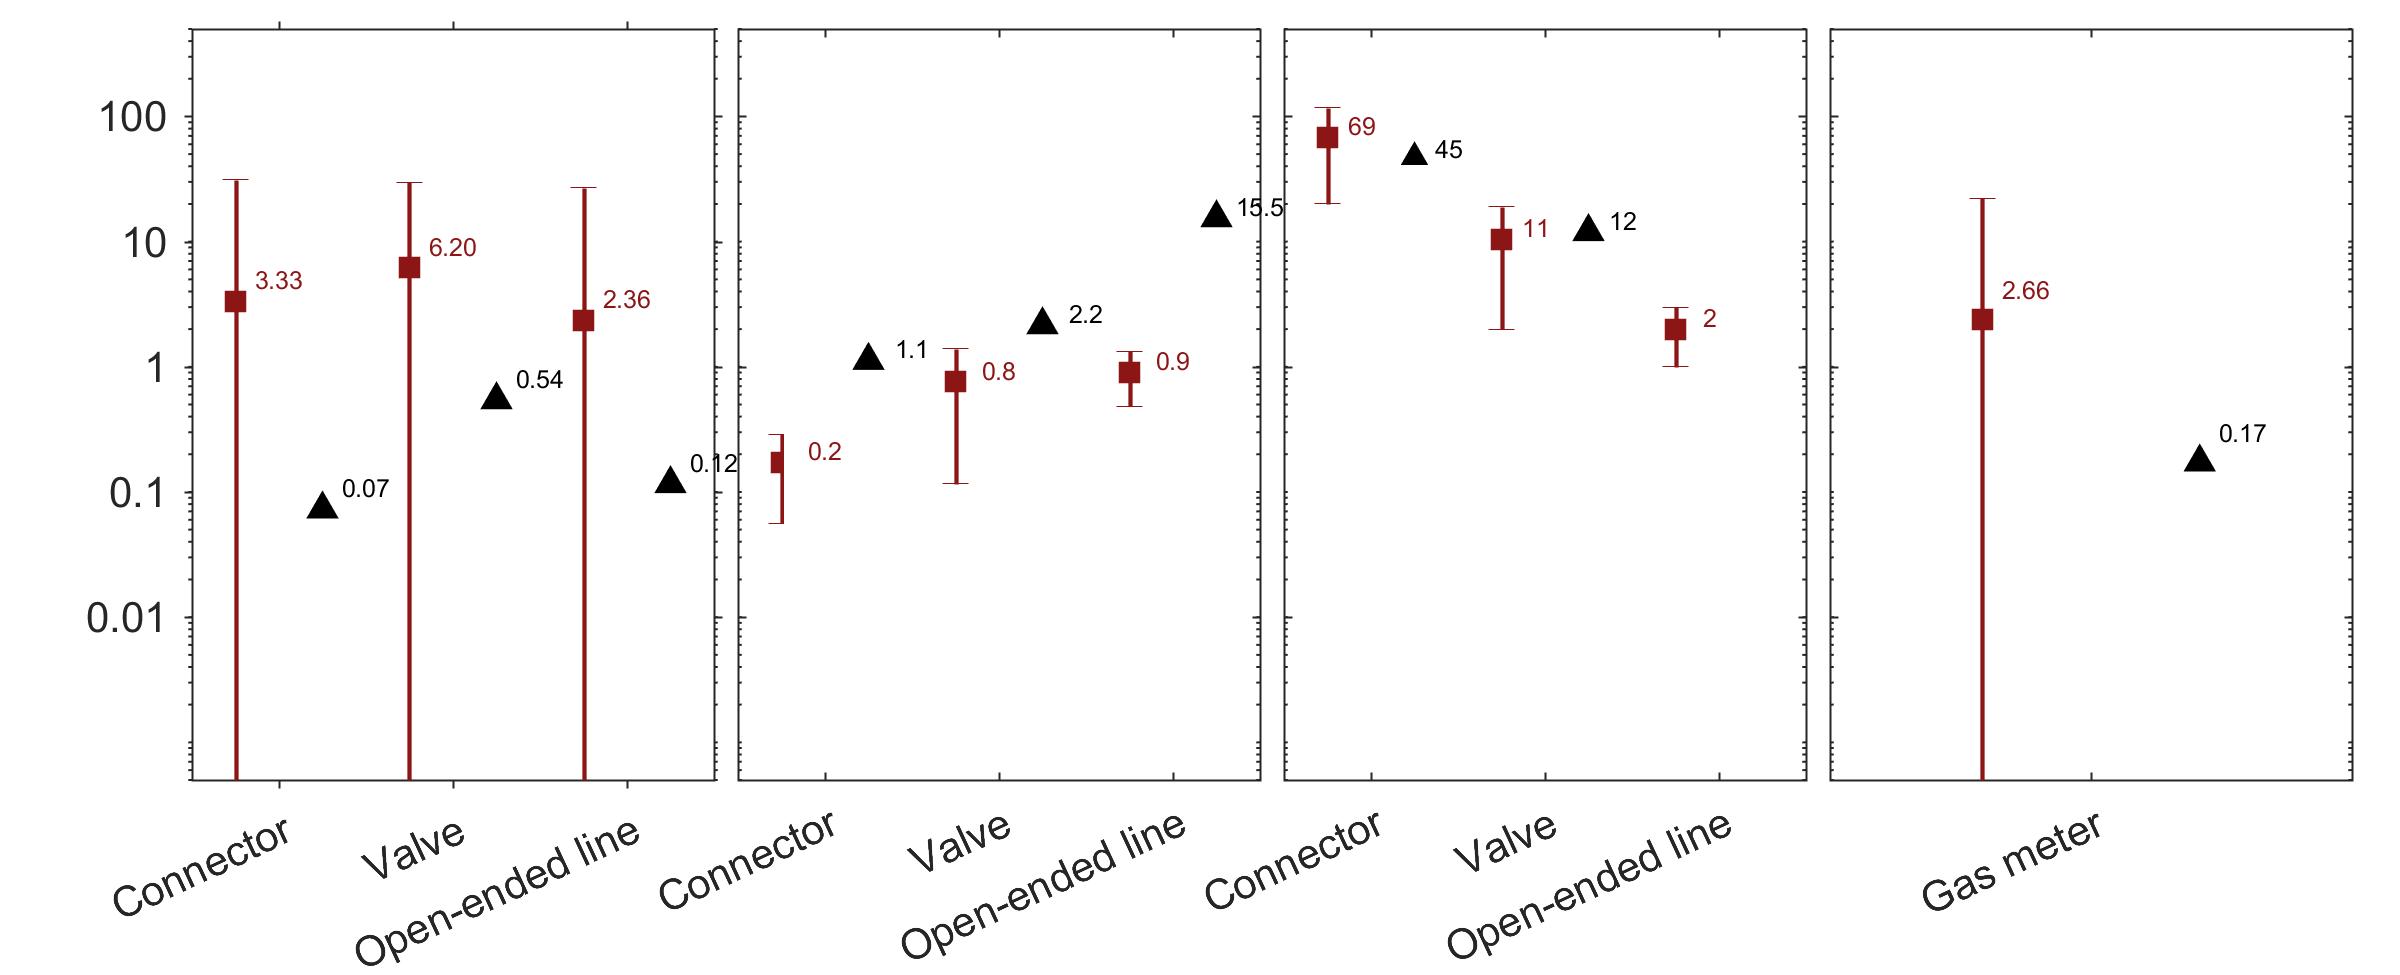 100
10
1
0.1
0.01
3.33
0.07
6.20
0.54
2.36
0.12
0.2
1.1
0.8
2.2
0.9
15.5
69
45
11
12
2
2.66
0.17
Connector
Valve
Open-ended line
Connector
Valve
Open-ended line
Connector
Valve
Open-ended line
Gas meter